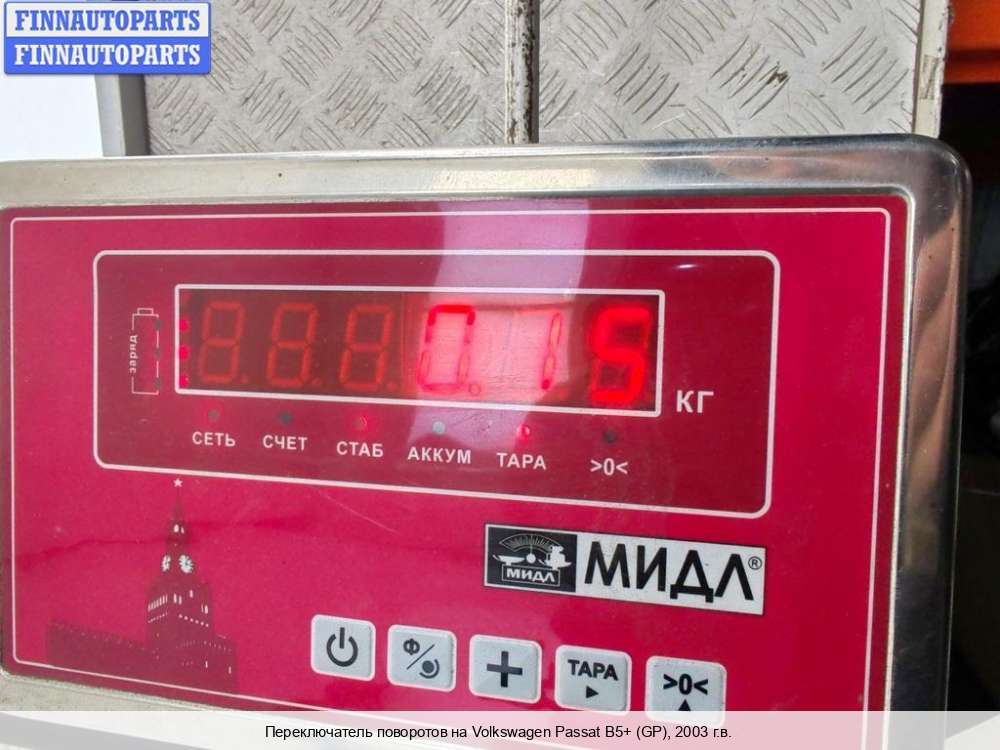 FINNAUTOPARTS
FINNAUTOPARTS
заряд
0.15
КГ
СЕТЬ СЧЕТ СТАБ АККУМ ТАРА >0<
МИДЛ МИДЛ®
Ф ТАРА >0<
Переключатель поворотов на Volkswagen Passat B5+ (GP), 2003 г.в.